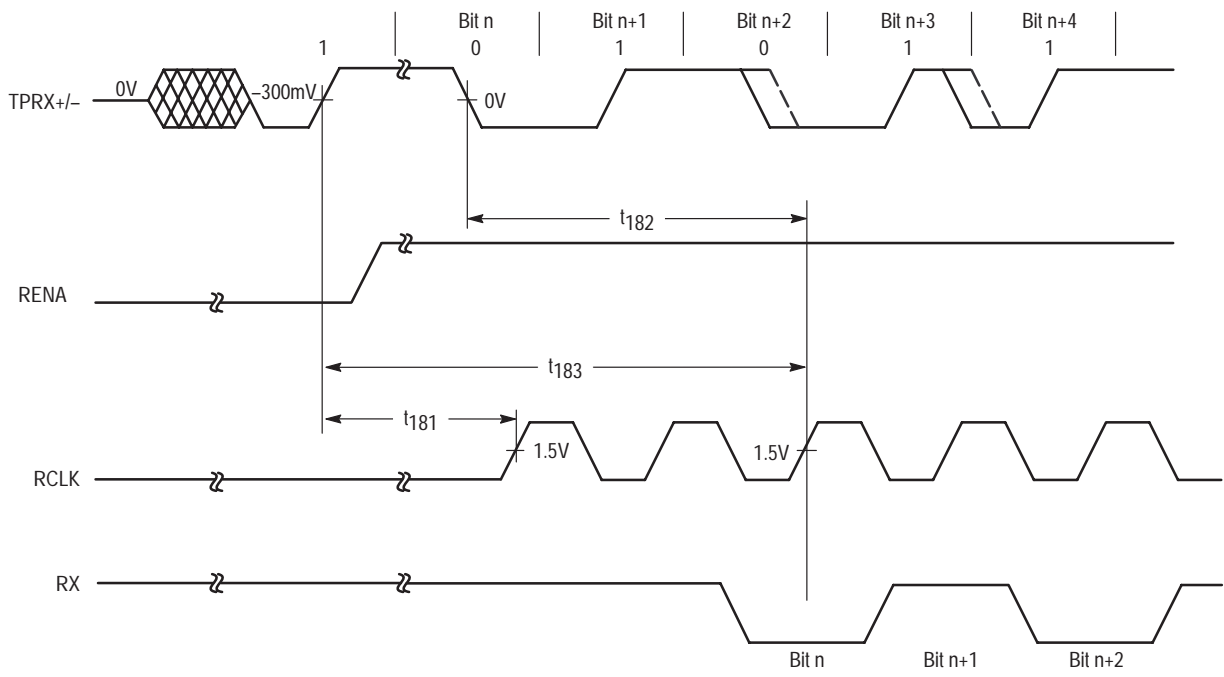 Bit n Bit n+1 Bit n+2 Bit n+3 Bit n+4
1 0 1 0 1 1
TPRX+/– 0V –300mV 0V
t182
RENA
t183
t181
1.5V 1.5V
RCLK
RX
Bit n Bit n+1 Bit n+2